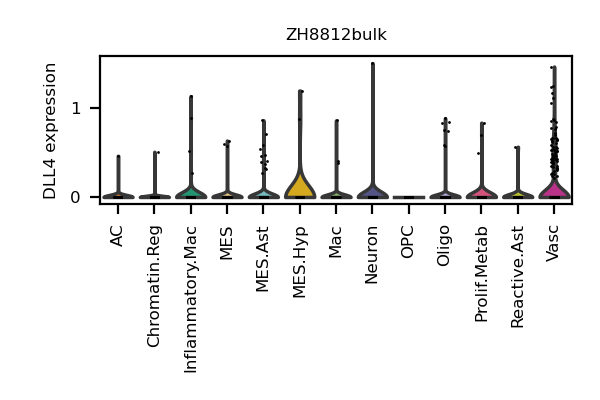 ZH8812bulk
DLL4 expression
1
0
AC
Chromatin.Reg
Inflammatory.Mac
MES
MES.Ast
MES.Hyp
Mac
Neuron
OPC
Oligo
Prolif.Metab
Reactive.Ast
Vasc